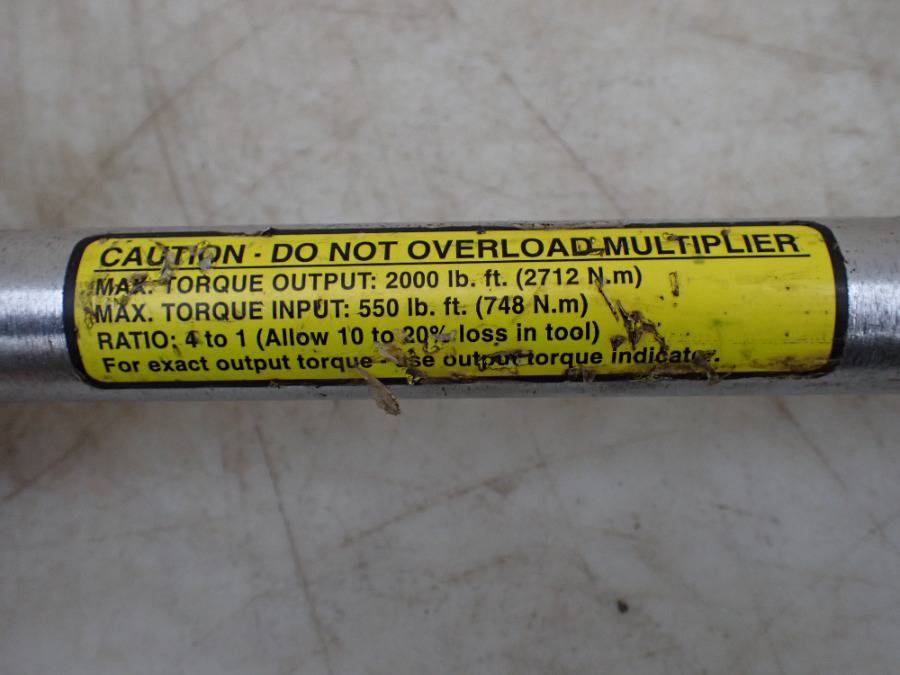 CAUTION - DO NOT OVERLOAD MULTIPLIER
MAX. TORQUE OUTPUT: 2000 lb. ft. (2712 N.m)
MAX. TORQUE INPUT: 550 lb. ft. (748 N.m)
RATIO: 4 to 1 (Allow 10 to 20% loss in tool)
For exact output torque - use output torque indicator.